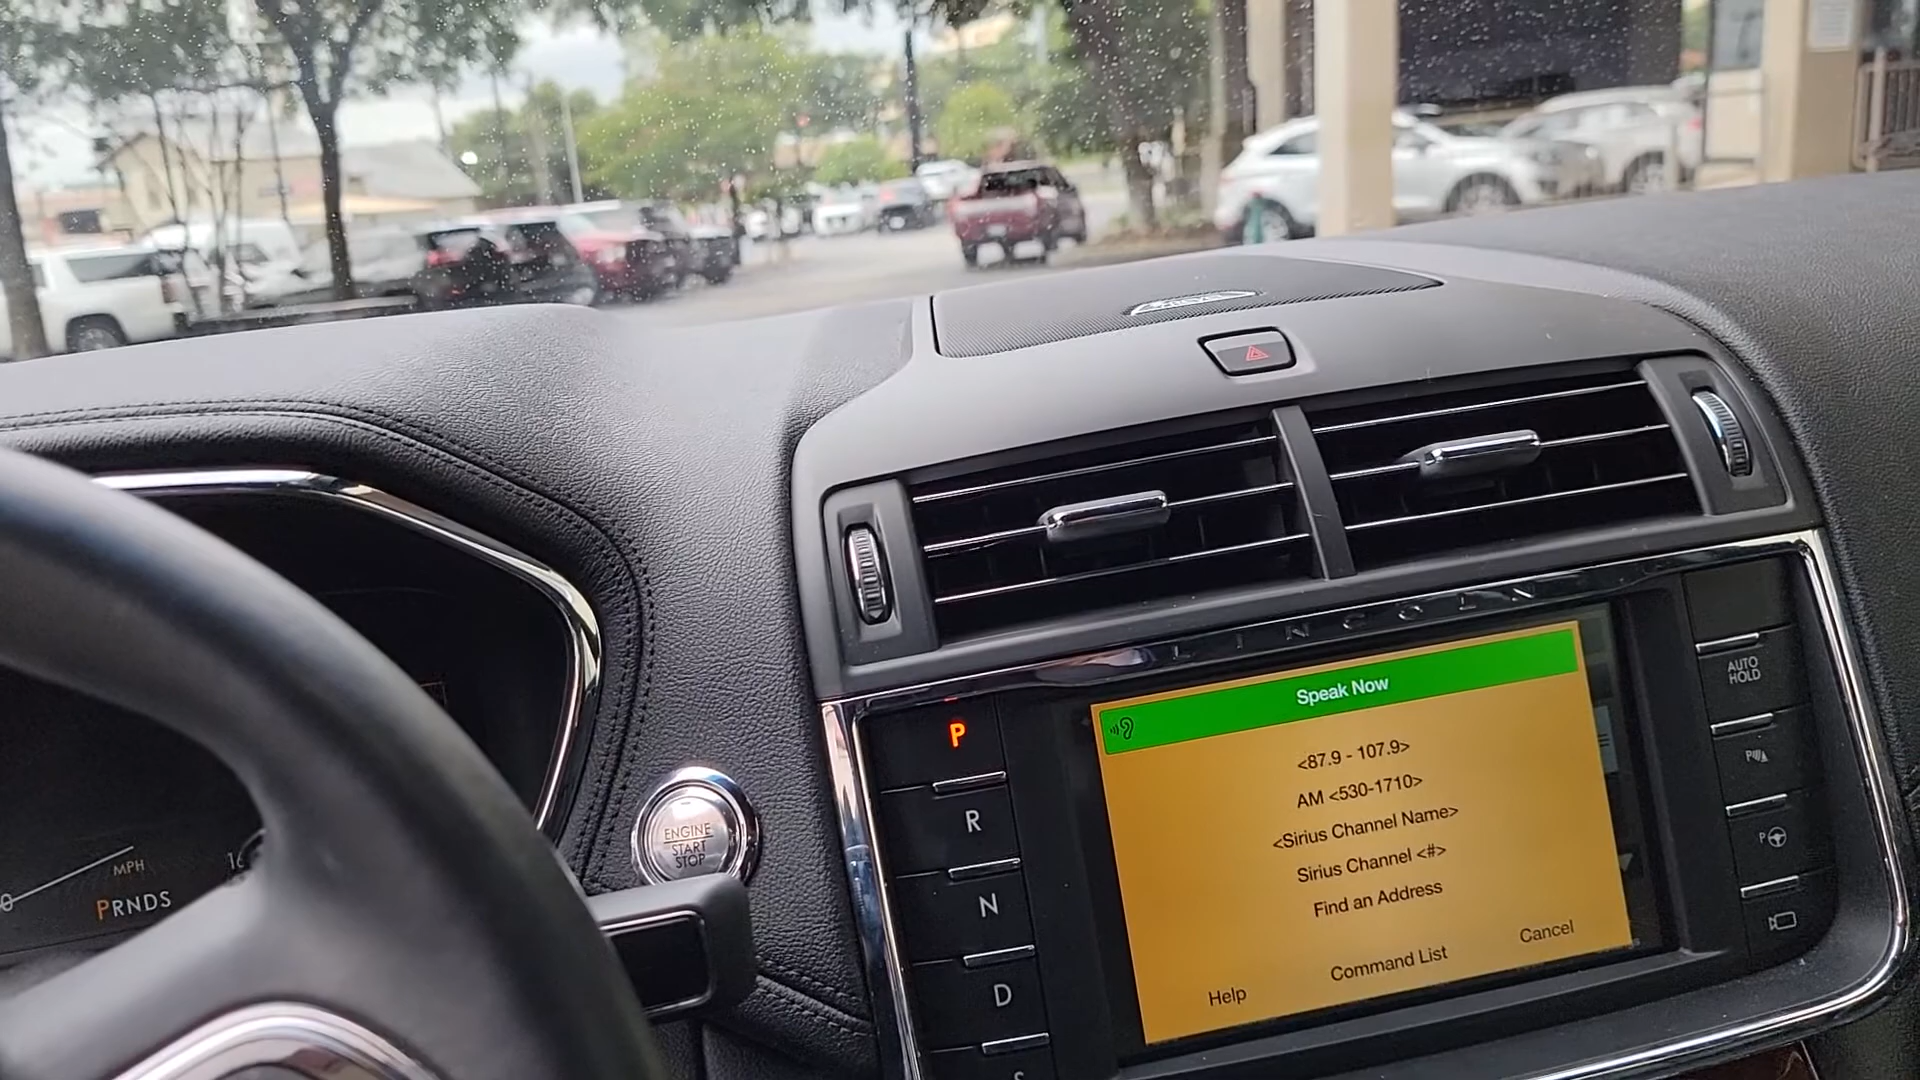 LINCOLN
Speak Now
<87.9 - 107.9>
AM <530-1710>
<Sirius Channel Name>
Sirius Channel <#>
Find an Address
Help
Command List
Cancel
P
R
N
D
S
ENGINE
START
STOP
MPH
PRNDS
AUTO
HOLD
P
P